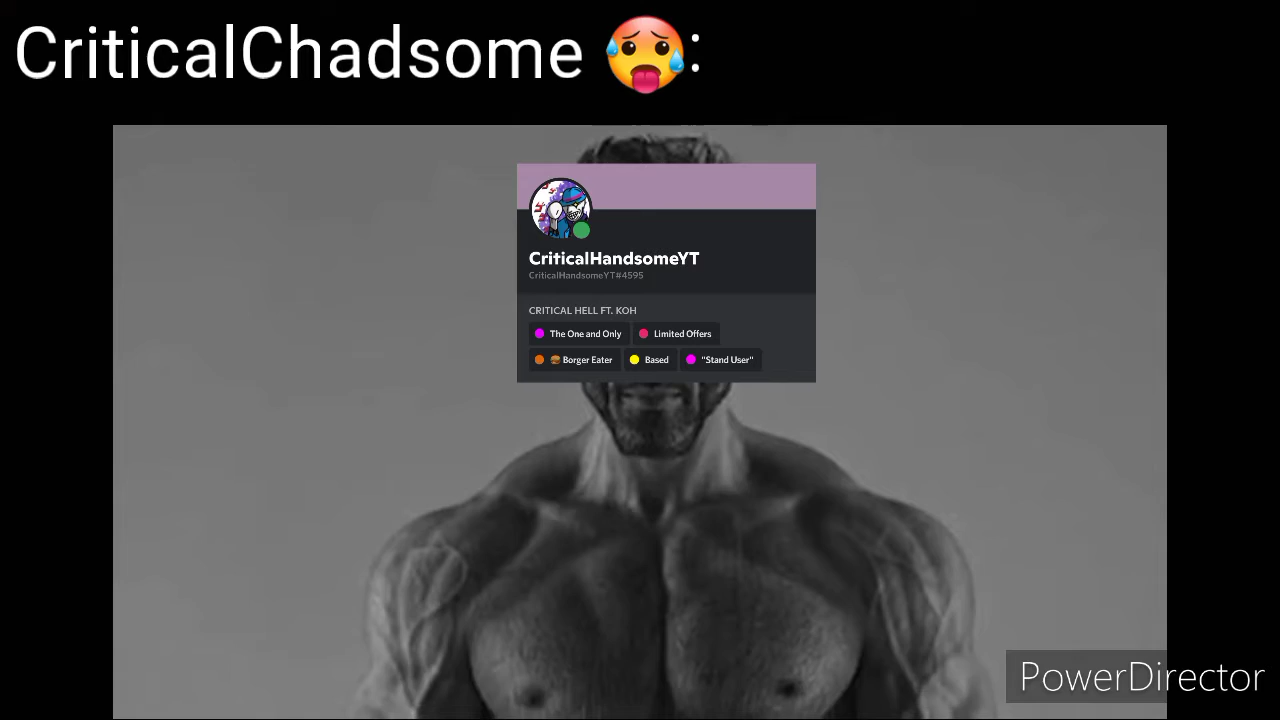 CriticalChadsome 🥵:
CriticalHandsomeYT
CriticalHandsomeYT#4595
CRITICAL HELL FT. KOH
The One and Only Limited Offers
🍔 Borger Eater Based "Stand User"
PowerDirector